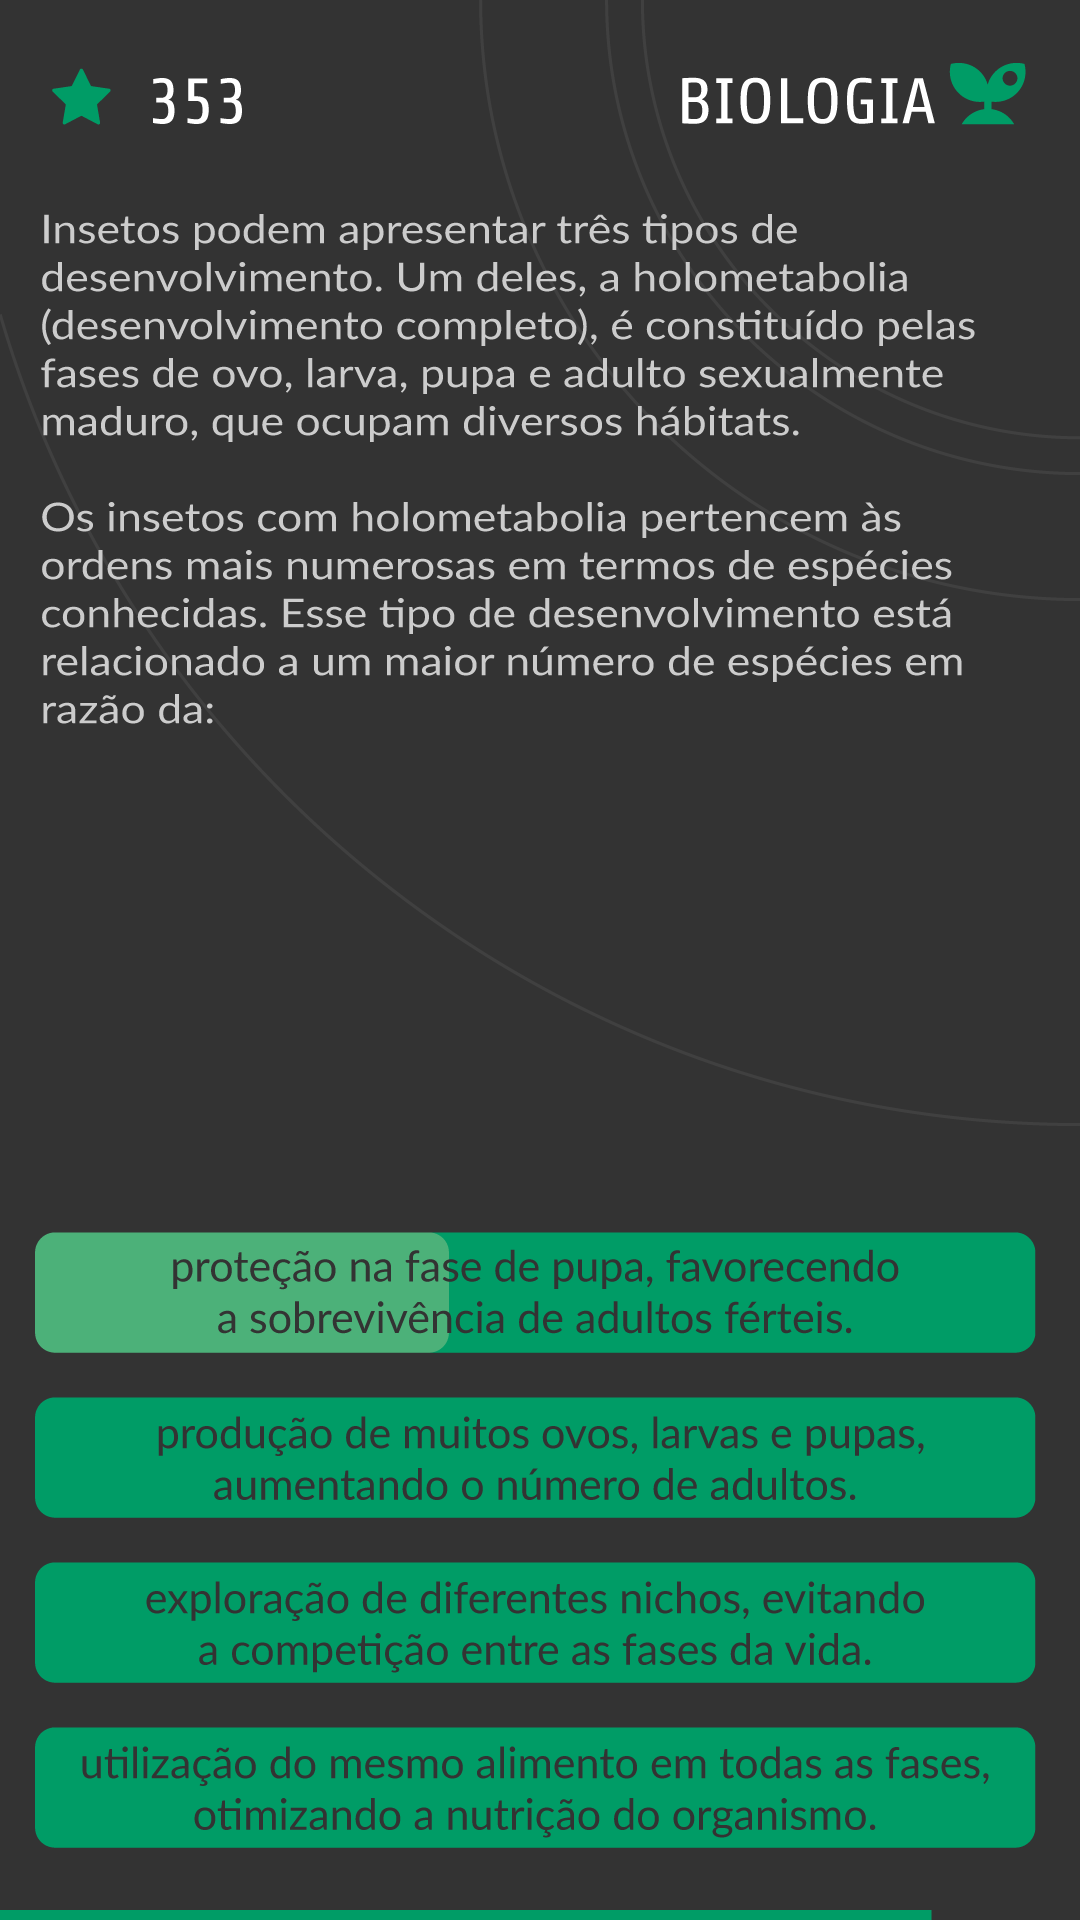 353
BIOLOGIA
Insetos podem apresentar três tipos de
desenvolvimento. Um deles, a holometabolia
(desenvolvimento completo), é constituído pelas
fases de ovo, larva, pupa e adulto sexualmente
maduro, que ocupam diversos hábitats.
Os insetos com holometabolia pertencem às
ordens mais numerosas em termos de espécies
conhecidas. Esse tipo de desenvolvimento está
relacionado a um maior número de espécies em
razão da:
proteção na fase de pupa, favorecendo
a sobrevivência de adultos férteis.
produção de muitos ovos, larvas e pupas,
aumentando o número de adultos.
exploração de diferentes nichos, evitando
a competição entre as fases da vida.
utilização do mesmo alimento em todas as fases,
otimizando a nutrição do organismo.